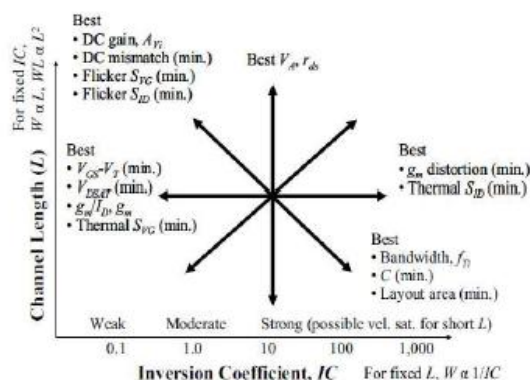 Best
• DC gain, A_Vi
• DC mismatch (min.)
• Flicker S_VG (min.)
• Flicker S_ID (min.)
Best V_A, r_ds
For fixed IC,
W α L, WL α L²
Channel Length (L)
Best
• V_GS-V_T (min.)
• V_DSAT (min.)
• g_m/I_D, g_m
• Thermal S_VG (min.)
Best
• g_m distortion (min.)
• Thermal S_ID (min.)
Best
• Bandwidth, f_Ti
• C (min.)
• Layout area (min.)
Weak Moderate Strong (possible vel. sat. for short L)
0.1 1.0 10 100 1,000
Inversion Coefficient, IC For fixed L, W α 1/IC